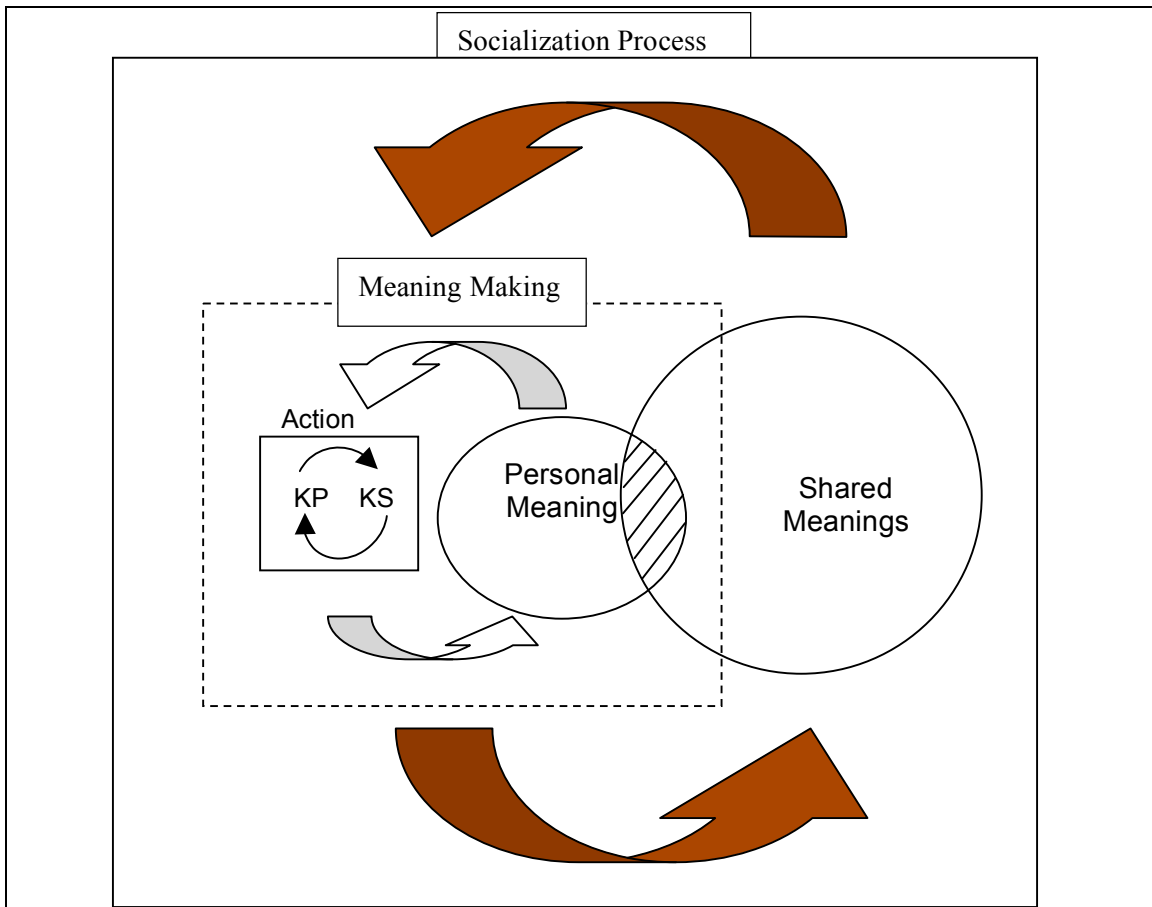 Socialization Process
Meaning Making
Action
KP KS
Personal
Meaning
Shared
Meanings